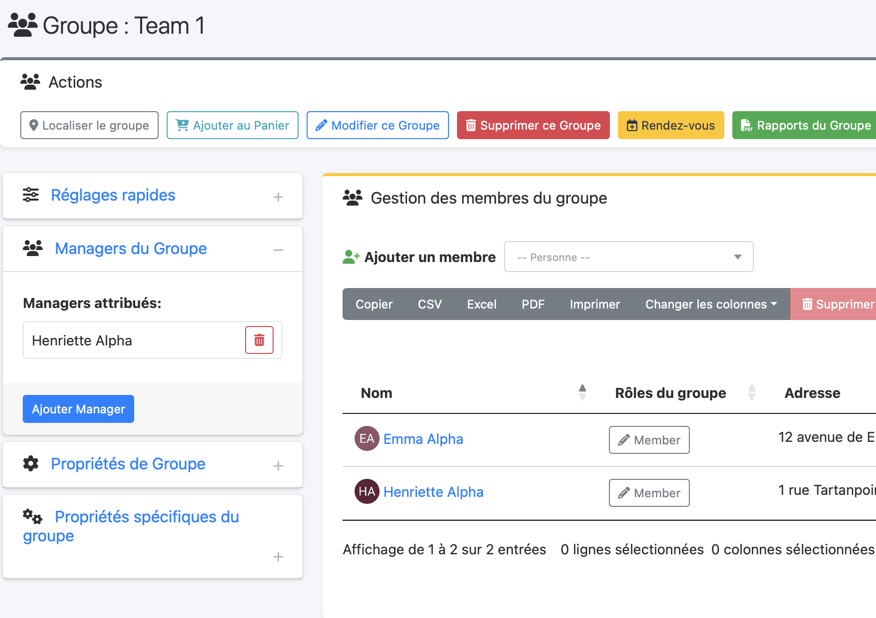 Groupe : Team 1
Actions
Localiser le groupe
Ajouter au Panier
Modifier ce Groupe
Supprimer ce Groupe
Rendez-vous
Rapports du Groupe
Réglages rapides
Managers du Groupe
Managers attribués:
Henriette Alpha
Ajouter Manager
Propriétés de Groupe
Propriétés spécifiques du
groupe
Gestion des membres du groupe
Ajouter un membre
-- Personne --
Copier CSV Excel PDF Imprimer Changer les colonnes Supprimer
Nom Rôles du groupe Adresse
EA Emma Alpha Member 12 avenue de E
HA Henriette Alpha Member 1 rue Tartanpoi
Affichage de 1 à 2 sur 2 entrées 0 lignes sélectionnées 0 colonnes sélectionnées